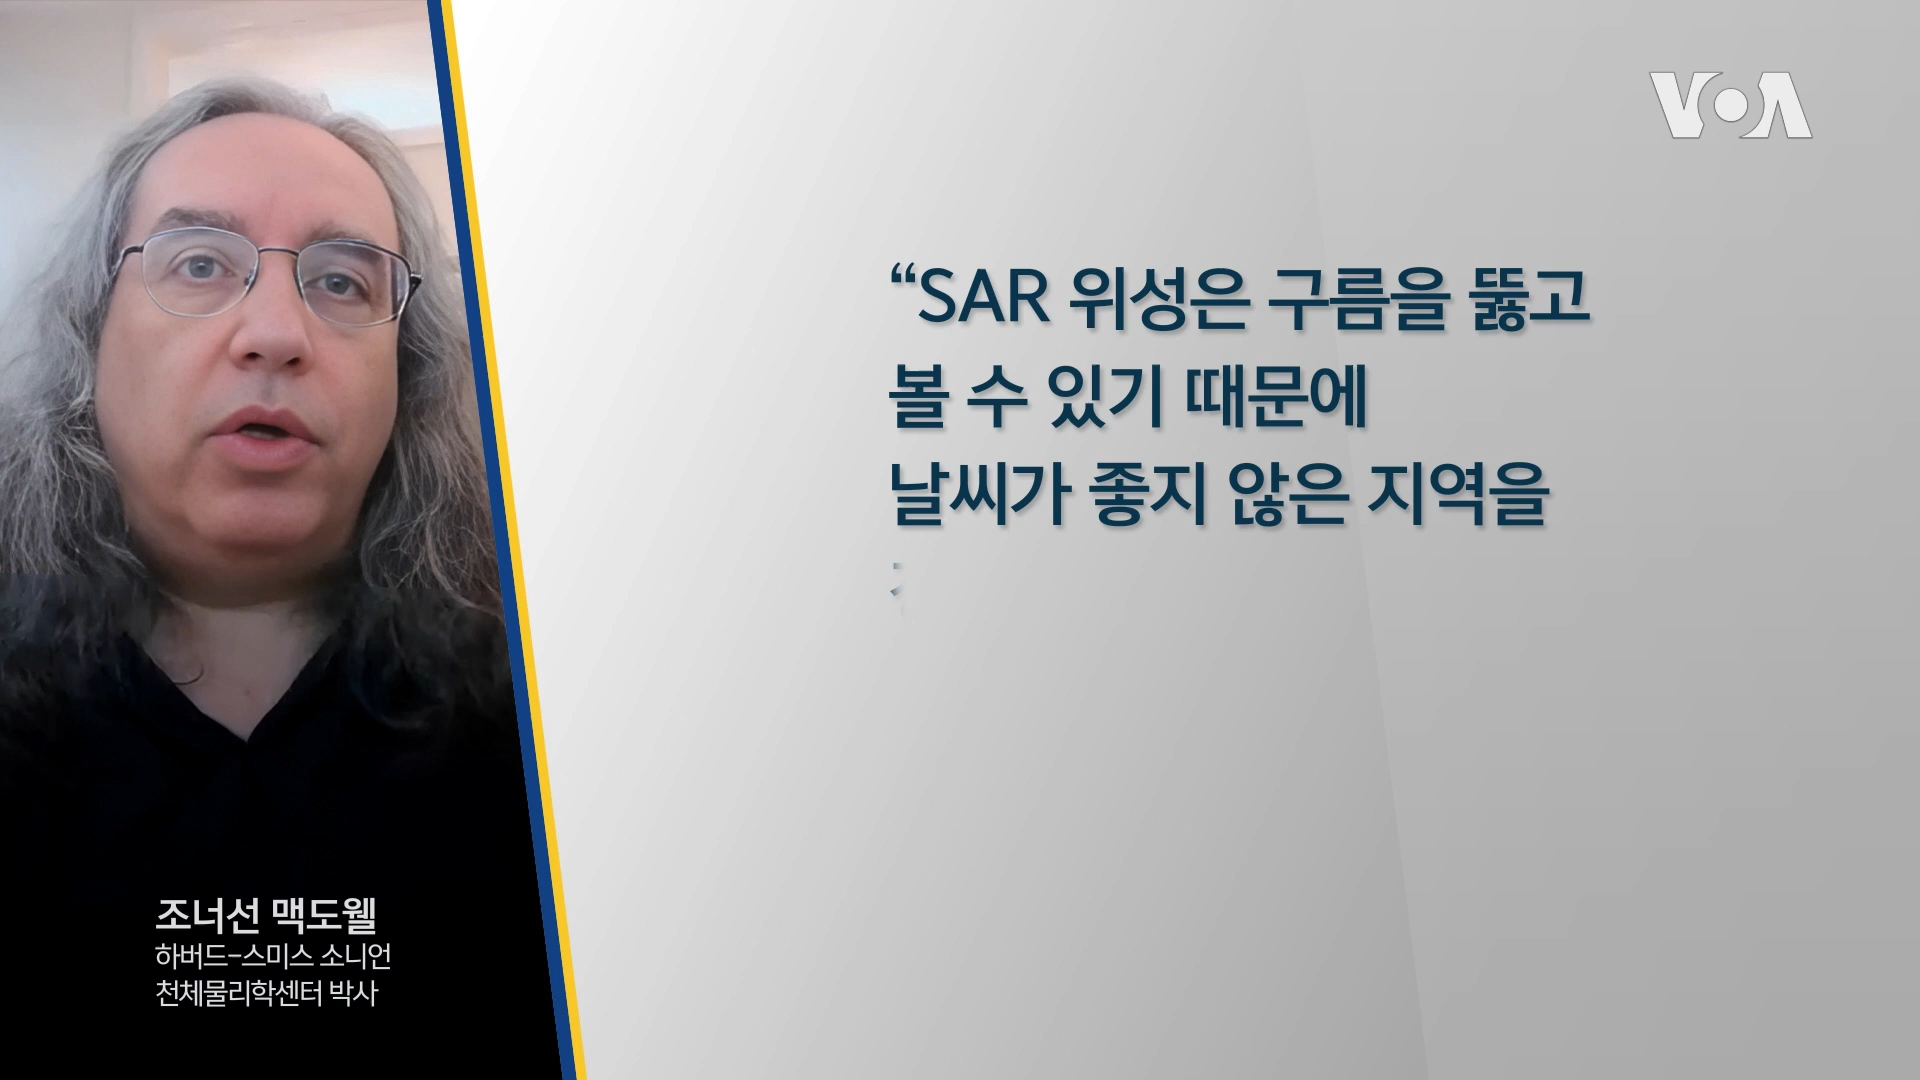 VOA
“SAR 위성은 구름을 뚫고
볼 수 있기 때문에
날씨가 좋지 않은 지역을
조너선 맥도웰
하버드-스미스 소니언
천체물리학센터 박사